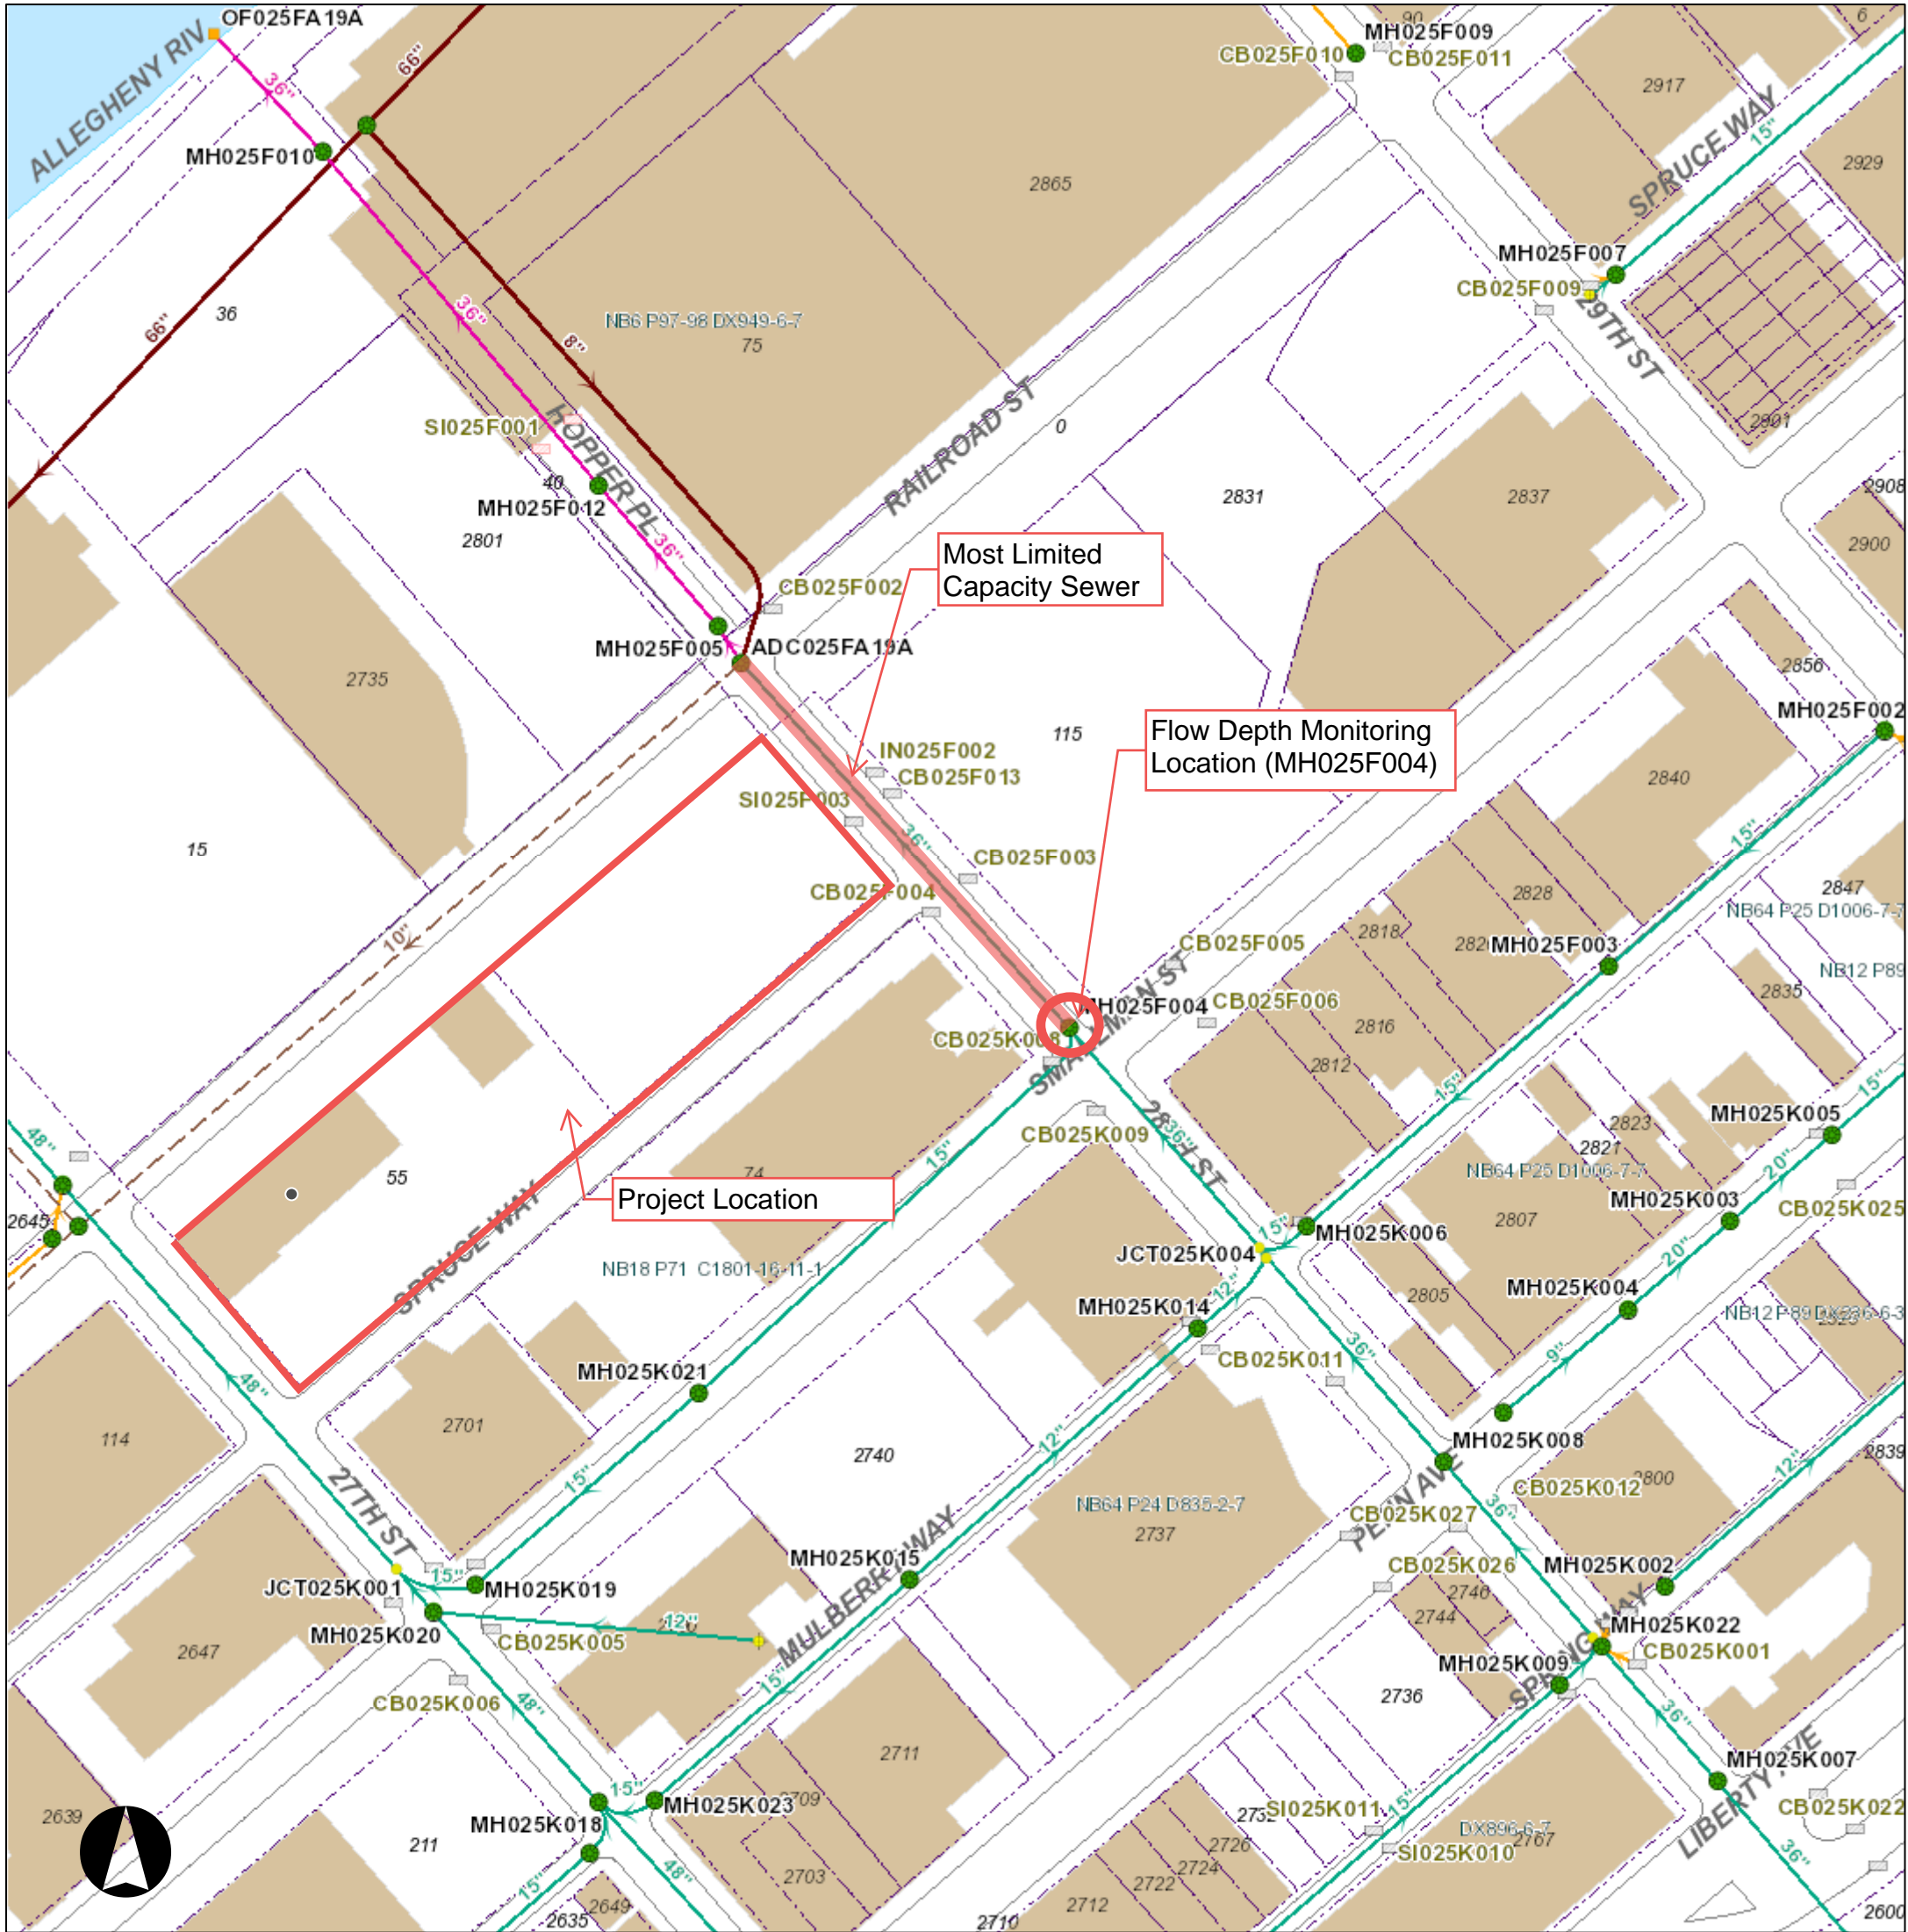 OF025FA19A
ALLEGHENY RIV
36"
66"
MH025F010
90
MH025F009
CB025F010
CB025F011
6
2917
SPRUCE WAY
15"
2929
2865
MH025F007
CB025F009
29TH ST
2901
36
66"
36"
NB6 P97-98 DX949-6-7
75
8"
HOPPER PL
SI025F001
40
MH025F012
2801
36"
RAILROAD ST
0
2831
2837
2908
2900
Most Limited
Capacity Sewer
CB025F002
MH025F005
ADC025FA19A
2735
2856
MH025F002
115
Flow Depth Monitoring
Location (MH025F004)
IN025F002
CB025F013
SI025F003
2840
15
36"
CB025F003
CB025F004
15"
2847
NB64 P25 D1006-7-7
2828
2818
10"
CB025F005
MH025F003
NB12 P89
MH025F004
CB025F006
2835
CB025K008
SMALLMAN ST
2816
2812
15"
15"
MH025K005
28TH ST
36"
CB025K009
2823
2821
NB64 P25 D1006-7-7
20"
48"
15"
74
55
Project Location
MH025K003
CB025K025
2645
2807
15"
MH025K006
JCT025K004
20"
SPRUCE WAY
NB18 P71 C1801-16-11-1
12"
MH025K004
2805
MH025K014
36"
9"
CB025K011
48"
MH025K021
114
2701
2740
12"
MH025K008
2839
12"
PENN AVE
CB025K012
2800
15"
NB64 P24 D835-2-7
2737
CB025K027
36"
27TH ST
MULBERRY WAY
MH025K015
CB025K026
MH025K002
JCT025K001
15"
MH025K019
2740
2744
12"
MH025K020
CB025K005
SPRING WAY
MH025K022
CB025K001
2647
MH025K009
CB025K006
15"
2736
48"
36"
2711
MH025K007
LIBERTY AVE
2639
15"
MH025K023
2709
MH025K018
2732
SI025K011
15"
CB025K022
211
DX896-6-7
2767
2726
36"
48"
SI025K010
2703
2724
2722
15"
2649
2712
2635
2710
2600